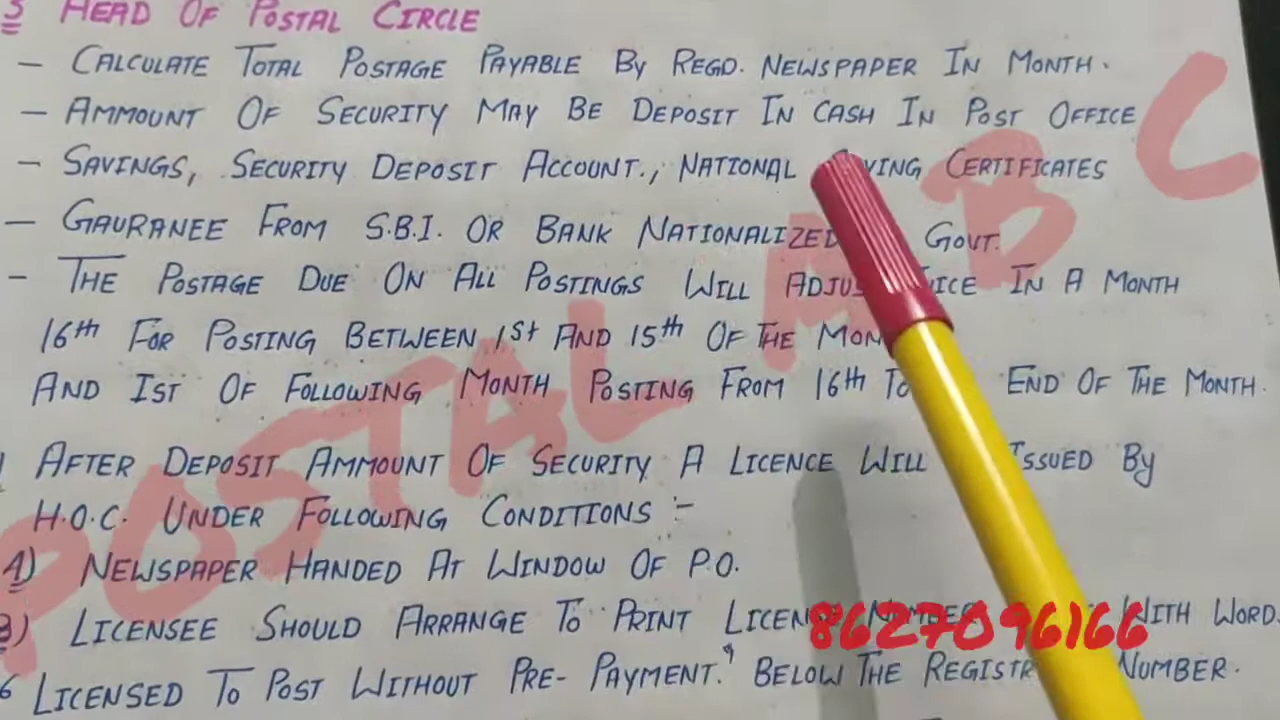 3 HEAD OF POSTAL CIRCLE
- CALCULATE TOTAL POSTAGE PAYABLE BY REGD. NEWSPAPER IN MONTH.
- AMMOUNT OF SECURITY MAY BE DEPOSIT IN CASH IN POST OFFICE
- SAVINGS, SECURITY DEPOSIT ACCOUNT., NATIONAL CERTIFICATES
- GAURANEE FROM S.B.I. OR BANK NATIONALIZED GOVT.
- THE POSTAGE DUE ON ALL POSTINGS WILL IN A MONTH
16th FOR POSTING BETWEEN 1St AND 15th OF THE
AND IST OF FOLLOWING MONTH POSTING FROM 16th END OF THE MONTH.
AFTER DEPOSIT AMMOUNT OF SECURITY A LICENCE WILL ISSUED BY
H.O.C. UNDER FOLLOWING CONDITIONS :-
A) NEWSPAPER HANDED AT WINDOW OF P.O.
B) LICENSEE SHOULD ARRANGE TO PRINT WITH WORD.
LICENSED TO POST WITHOUT PRE-PAYMENT." BELOW THE NUMBER.
POSTAL ABC
8627096166